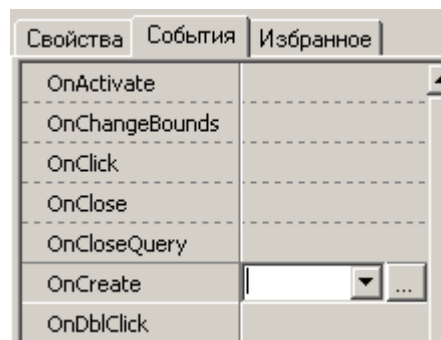 Свойства События Избранное
OnActivate
OnChangeBounds
OnClick
OnClose
OnCloseQuery
OnCreate ...
OnDblClick